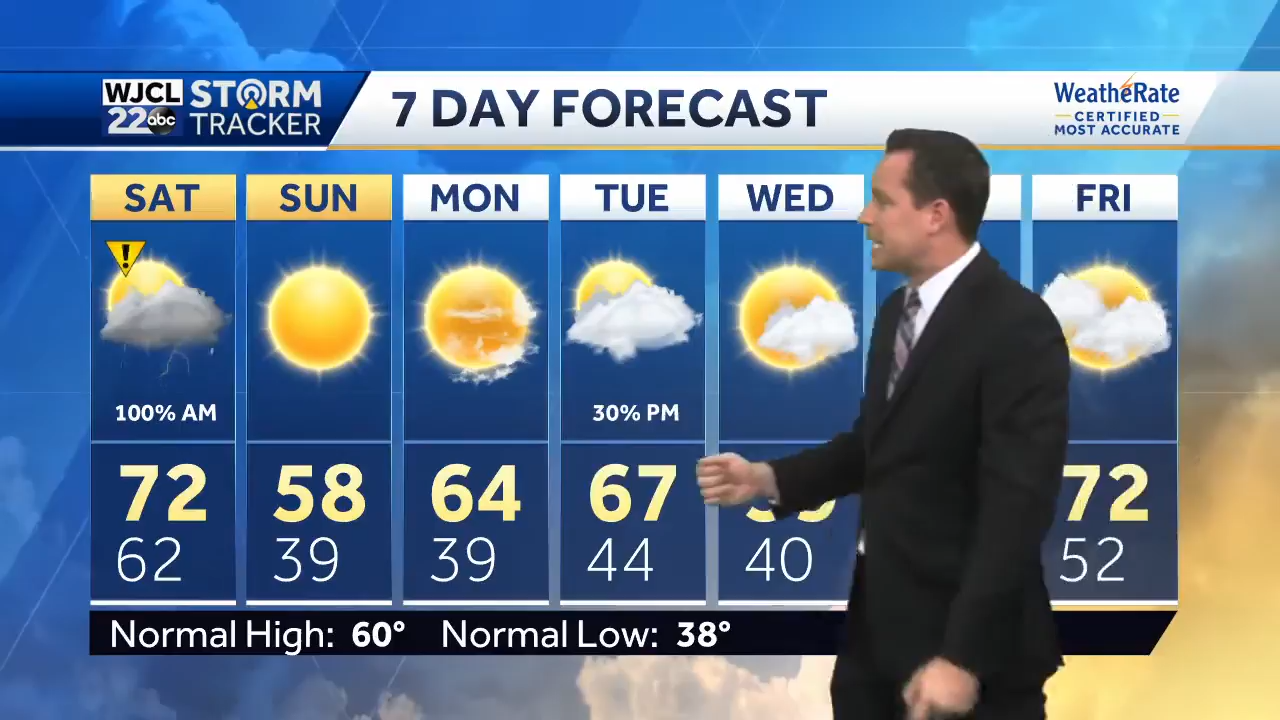 WJCL
22 abc
STORM
TRACKER
7 DAY FORECAST
WeatheRate
CERTIFIED
MOST ACCURATE
SAT
SUN
MON
TUE
WED
FRI
!
100% AM
30% PM
72
58
64
67
72
62
39
39
44
40
52
Normal High: 60° Normal Low: 38°